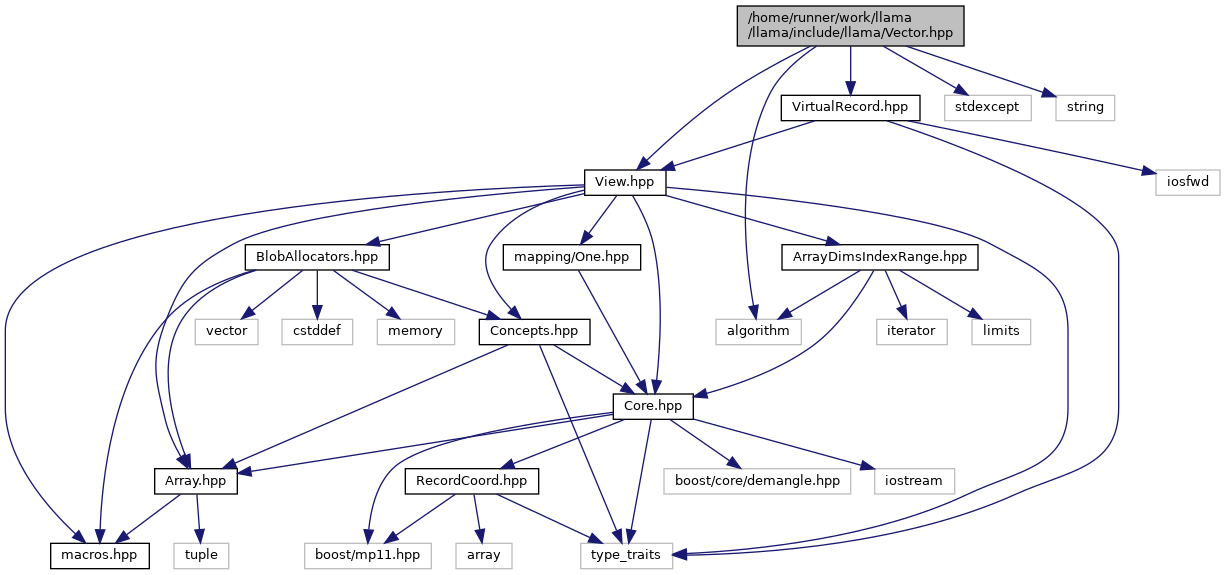 /home/runner/work/llama
/llama/include/llama/Vector.hpp
VirtualRecord.hpp
stdexcept
string
View.hpp
iosfwd
BlobAllocators.hpp
mapping/One.hpp
ArrayDimsIndexRange.hpp
vector
cstddef
memory
Concepts.hpp
algorithm
iterator
limits
Core.hpp
Array.hpp
RecordCoord.hpp
boost/core/demangle.hpp
iostream
macros.hpp
tuple
boost/mp11.hpp
array
type_traits